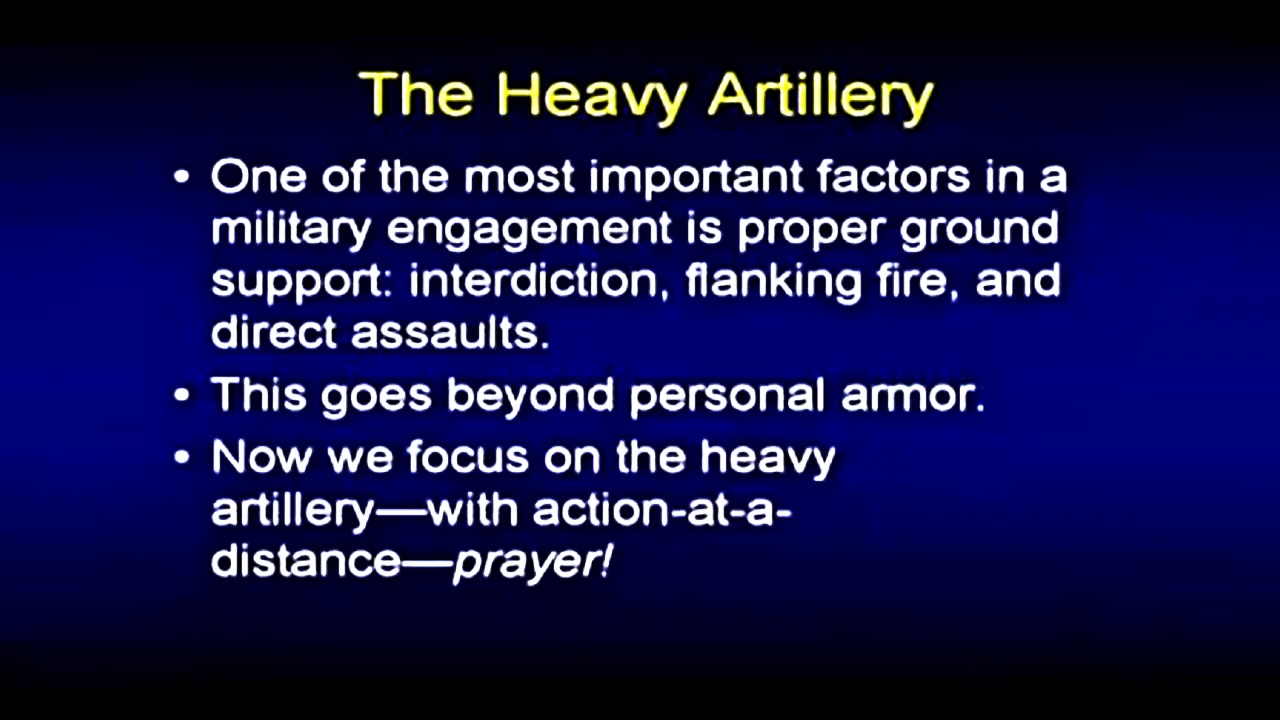 The Heavy Artillery
• One of the most important factors in a
military engagement is proper ground
support: interdiction, flanking fire, and
direct assaults.
• This goes beyond personal armor.
• Now we focus on the heavy
artillery—with action-at-a-
distance—prayer!